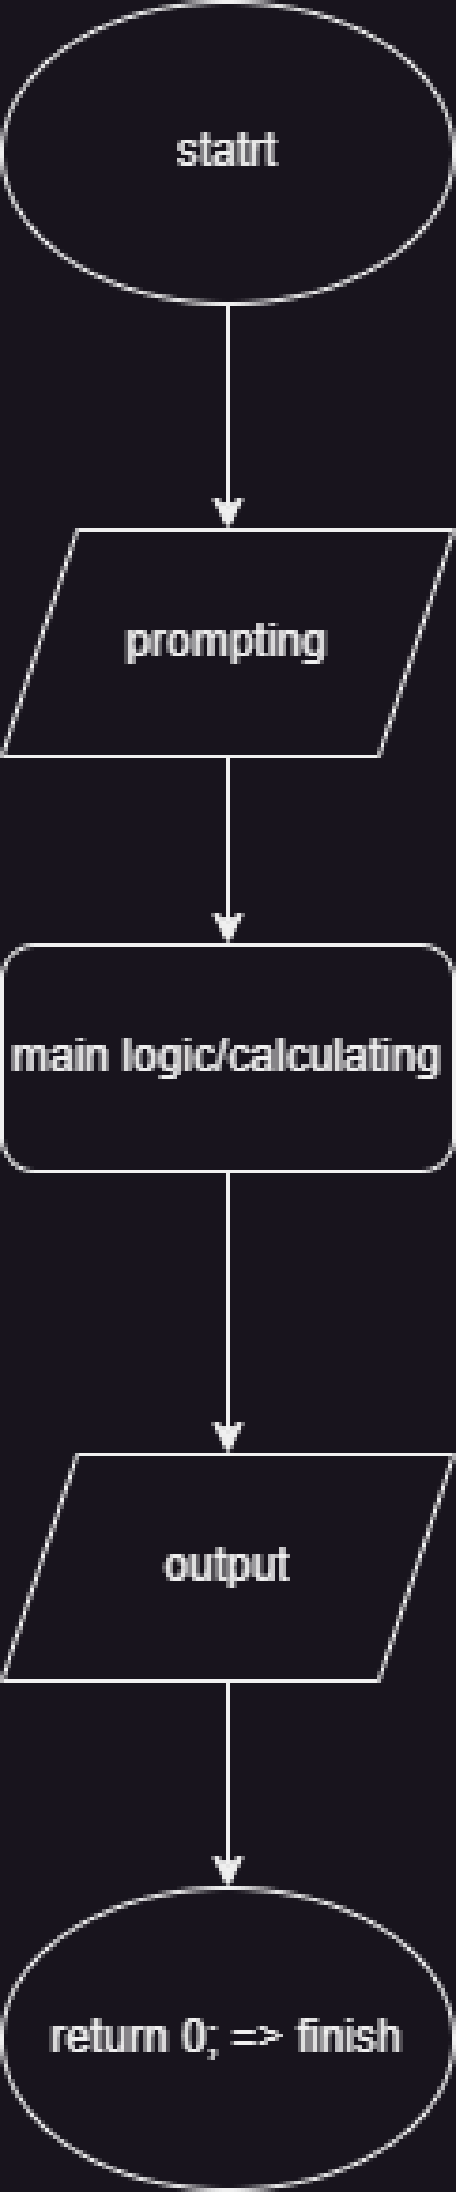 statrt
prompting
main logic/calculating
output
return 0; => finish